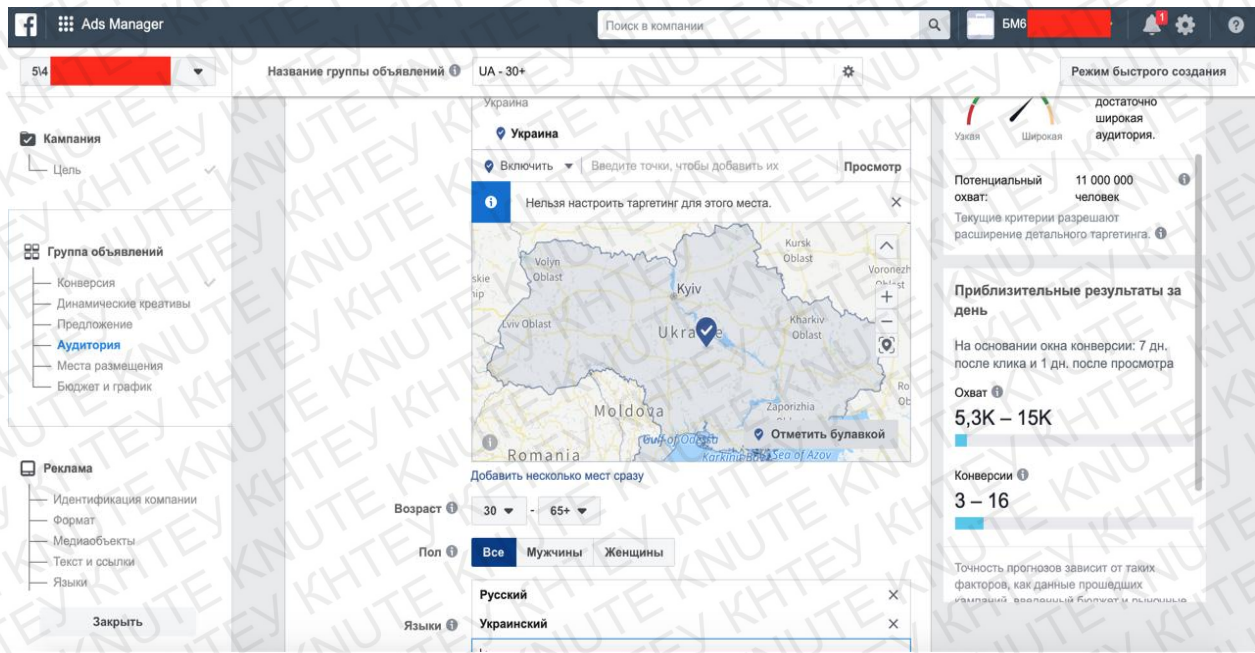 Ads Manager
Поиск в компании
БМ6
1
5\4
Название группы объявлений
UA - 30+
Режим быстрого создания
Кампания
Цель
Группа объявлений
Конверсия
Динамические креативы
Предложение
Аудитория
Места размещения
Бюджет и график
Реклама
Идентификация компании
Формат
Медиаобъекты
Текст и ссылки
Языки
Закрыть
Украина
Украина
Включить
Введите точки, чтобы добавить их
Просмотр
Нельзя настроить таргетинг для этого места.
Kursk
Oblast
Volyn
Oblast
Voronezh
Kyiv
Lviv Oblast
Kharkiv
Oblast
Moldova
Zaporizhia
Romania
Sea of Azov
Отметить булавкой
Добавить несколько мест сразу
Возраст
30 - 65+
Пол
Все Мужчины Женщины
Русский
Языки
Украинский
Узкая
Широкая
достаточно
широкая
аудитория.
Потенциальный
охват:
11 000 000
человек
Текущие критерии разрешают
расширение детального таргетинга.
Приблизительные результаты за
день
На основании окна конверсии: 7 дн.
после клика и 1 дн. после просмотра
Охват
5,3K – 15K
Конверсии
3 – 16
Точность прогнозов зависит от таких
факторов, как данные прошедших
кампаний, введенный бюджет и рыночные